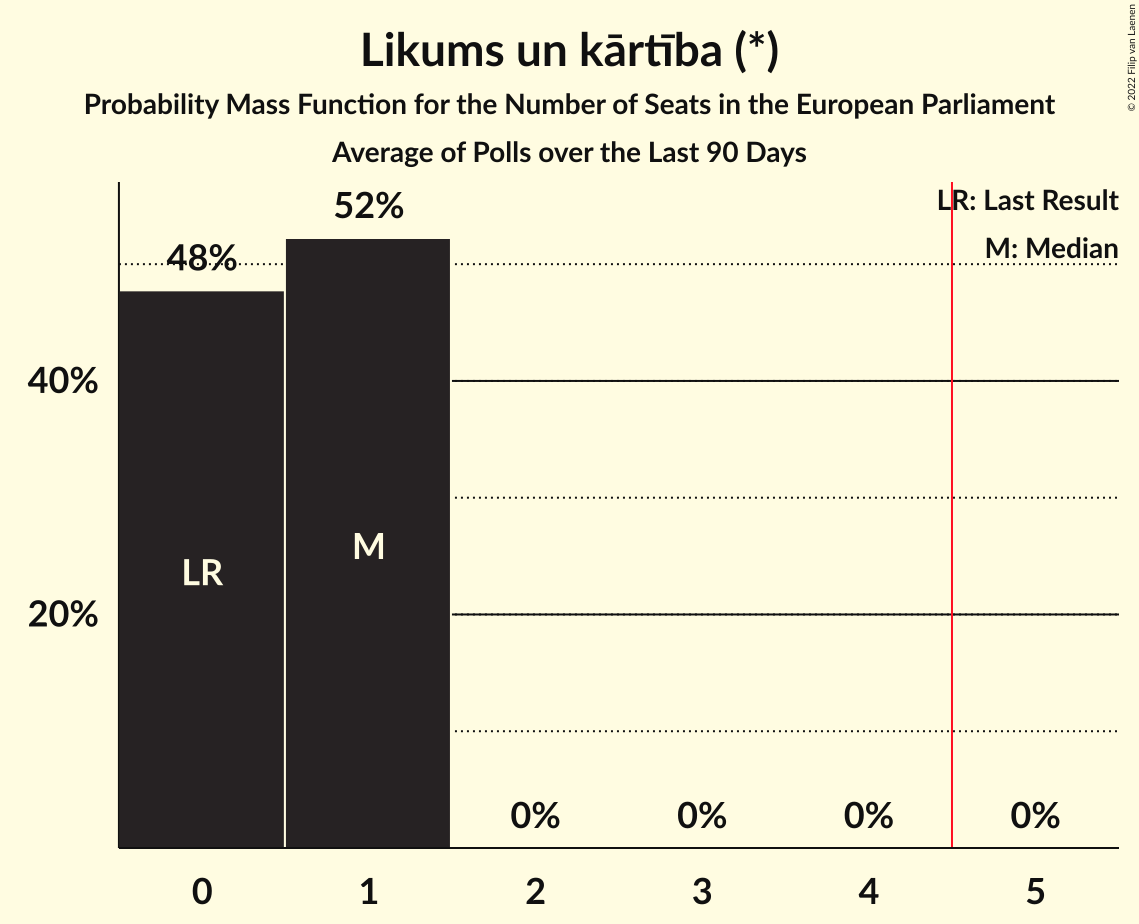 Likums un kārtība (*)
Probability Mass Function for the Number of Seats in the European Parliament
Average of Polls over the Last 90 Days
© 2022 Filip van Laenen
LR: Last Result
M: Median
52%
48%
40%
20%
LR
M
0%
0%
0%
0%
0
1
2
3
4
5